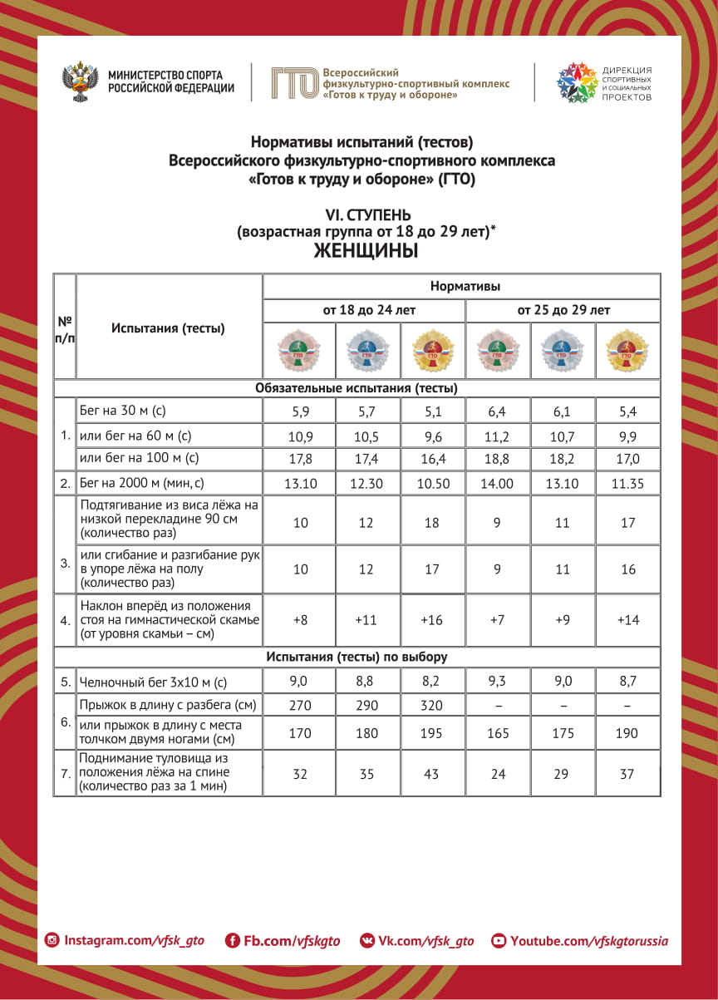 МИНИСТЕРСТВО СПОРТА
РОССИЙСКОЙ ФЕДЕРАЦИИ
ГТО
Всероссийский
физкультурно-спортивный комплекс
«Готов к труду и обороне»
ДИРЕКЦИЯ
СПОРТИВНЫХ
И СОЦИАЛЬНЫХ
ПРОЕКТОВ
Нормативы испытаний (тестов)
Всероссийского физкультурно-спортивного комплекса
«Готов к труду и обороне» (ГТО)
VI. СТУПЕНЬ
(возрастная группа от 18 до 29 лет)*
ЖЕНЩИНЫ
№
п/п
Испытания (тесты)
Нормативы
от 18 до 24 лет от 25 до 29 лет
ГТО ГТО ГТО ГТО ГТО ГТО
Обязательные испытания (тесты)
1.
Бег на 30 м (с) 5,9 5,7 5,1 6,4 6,1 5,4
или бег на 60 м (с) 10,9 10,5 9,6 11,2 10,7 9,9
или бег на 100 м (с) 17,8 17,4 16,4 18,8 18,2 17,0
2. Бег на 2000 м (мин, с) 13.10 12.30 10.50 14.00 13.10 11.35
3.
Подтягивание из виса лёжа на
низкой перекладине 90 см
(количество раз)
10 12 18 9 11 17
или сгибание и разгибание рук
в упоре лёжа на полу
(количество раз)
10 12 17 9 11 16
4.
Наклон вперёд из положения
стоя на гимнастической скамье
(от уровня скамьи – см)
+8 +11 +16 +7 +9 +14
Испытания (тесты) по выбору
5. Челночный бег 3х10 м (с) 9,0 8,8 8,2 9,3 9,0 8,7
6.
Прыжок в длину с разбега (см) 270 290 320 – – –
или прыжок в длину с места
толчком двумя ногами (см)
170 180 195 165 175 190
7.
Поднимание туловища из
положения лёжа на спине
(количество раз за 1 мин)
32 35 43 24 29 37
Instagram.com/vfsk_gto Fb.com/vfskgto Vk.com/vfsk_gto Youtube.com/vfskgtorussia